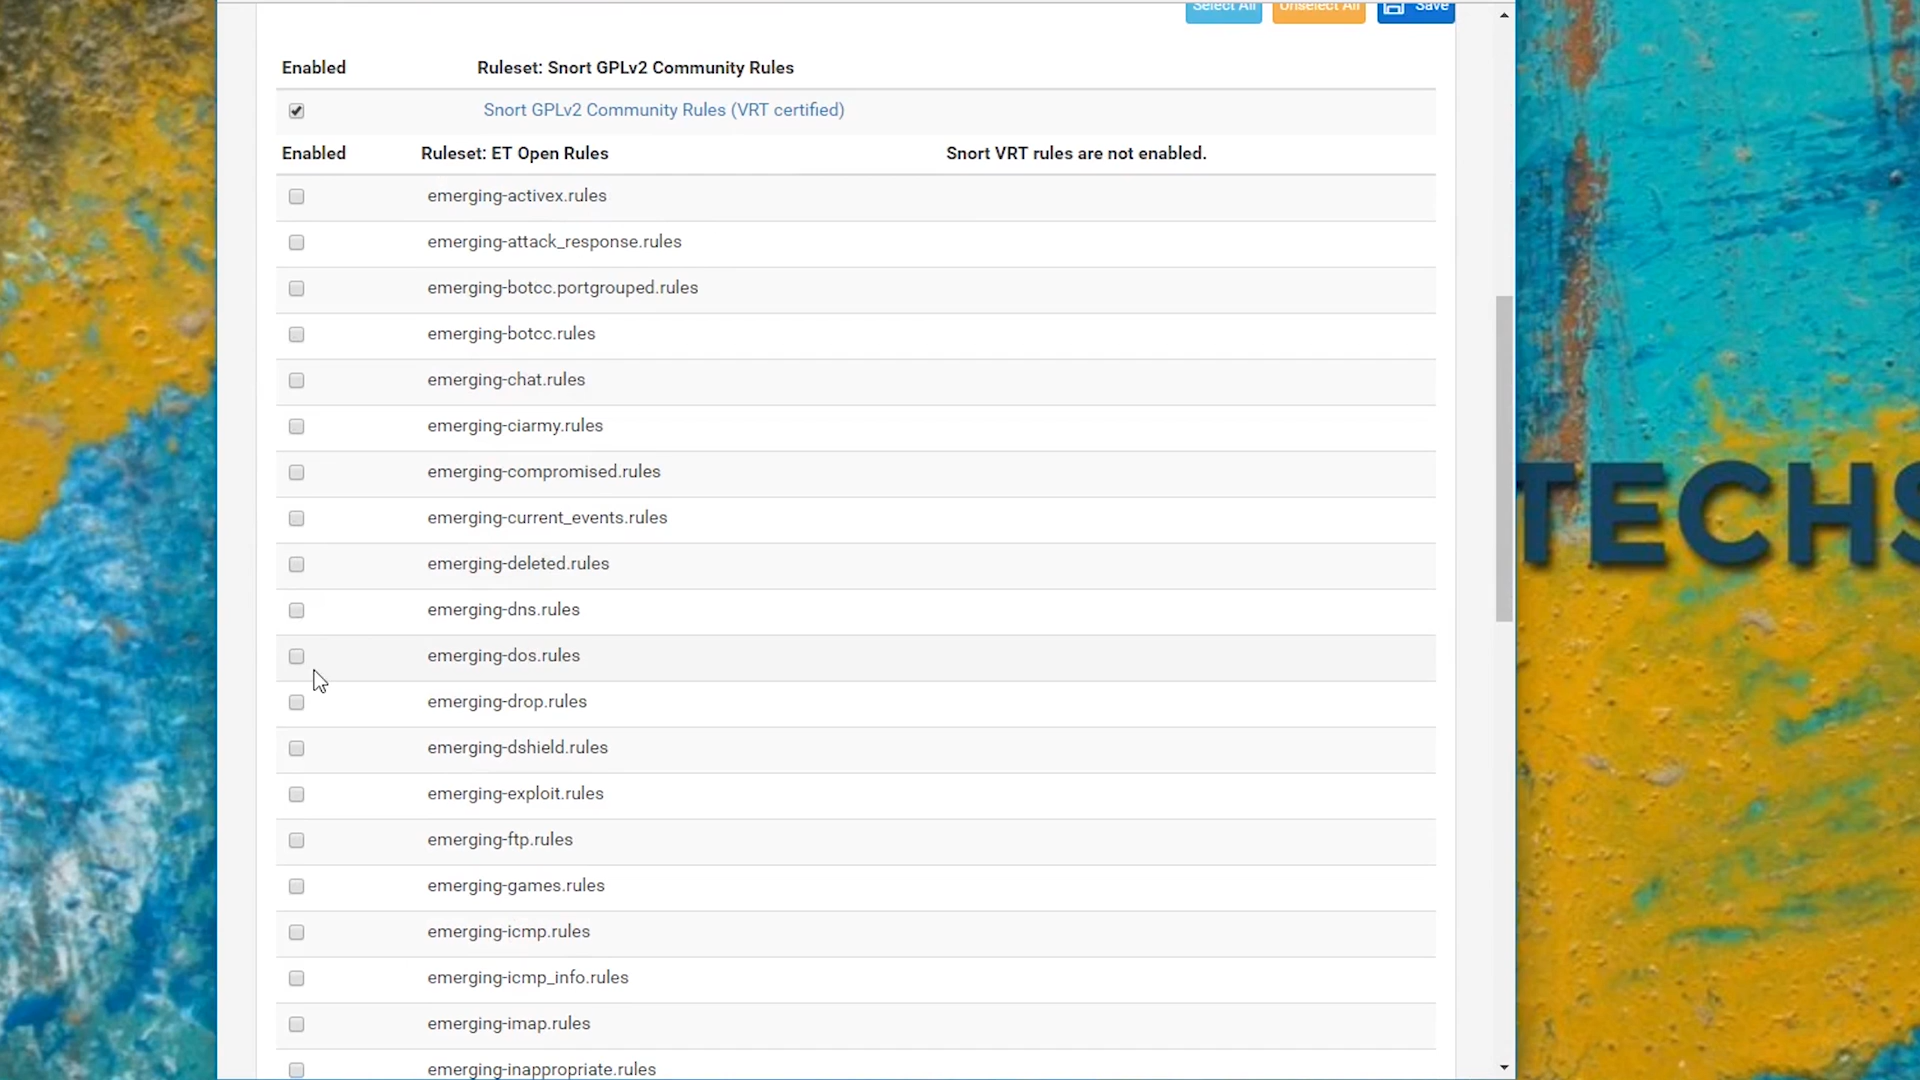 Select All Unselect All Save
Enabled Ruleset: Snort GPLv2 Community Rules
Snort GPLv2 Community Rules (VRT certified)
Enabled Ruleset: ET Open Rules Snort VRT rules are not enabled.
emerging-activex.rules
emerging-attack_response.rules
emerging-botcc.portgrouped.rules
emerging-botcc.rules
emerging-chat.rules
emerging-ciarmy.rules
emerging-compromised.rules
emerging-current_events.rules
emerging-deleted.rules
emerging-dns.rules
emerging-dos.rules
emerging-drop.rules
emerging-dshield.rules
emerging-exploit.rules
emerging-ftp.rules
emerging-games.rules
emerging-icmp.rules
emerging-icmp_info.rules
emerging-imap.rules
emerging-inappropriate.rules
TECHS